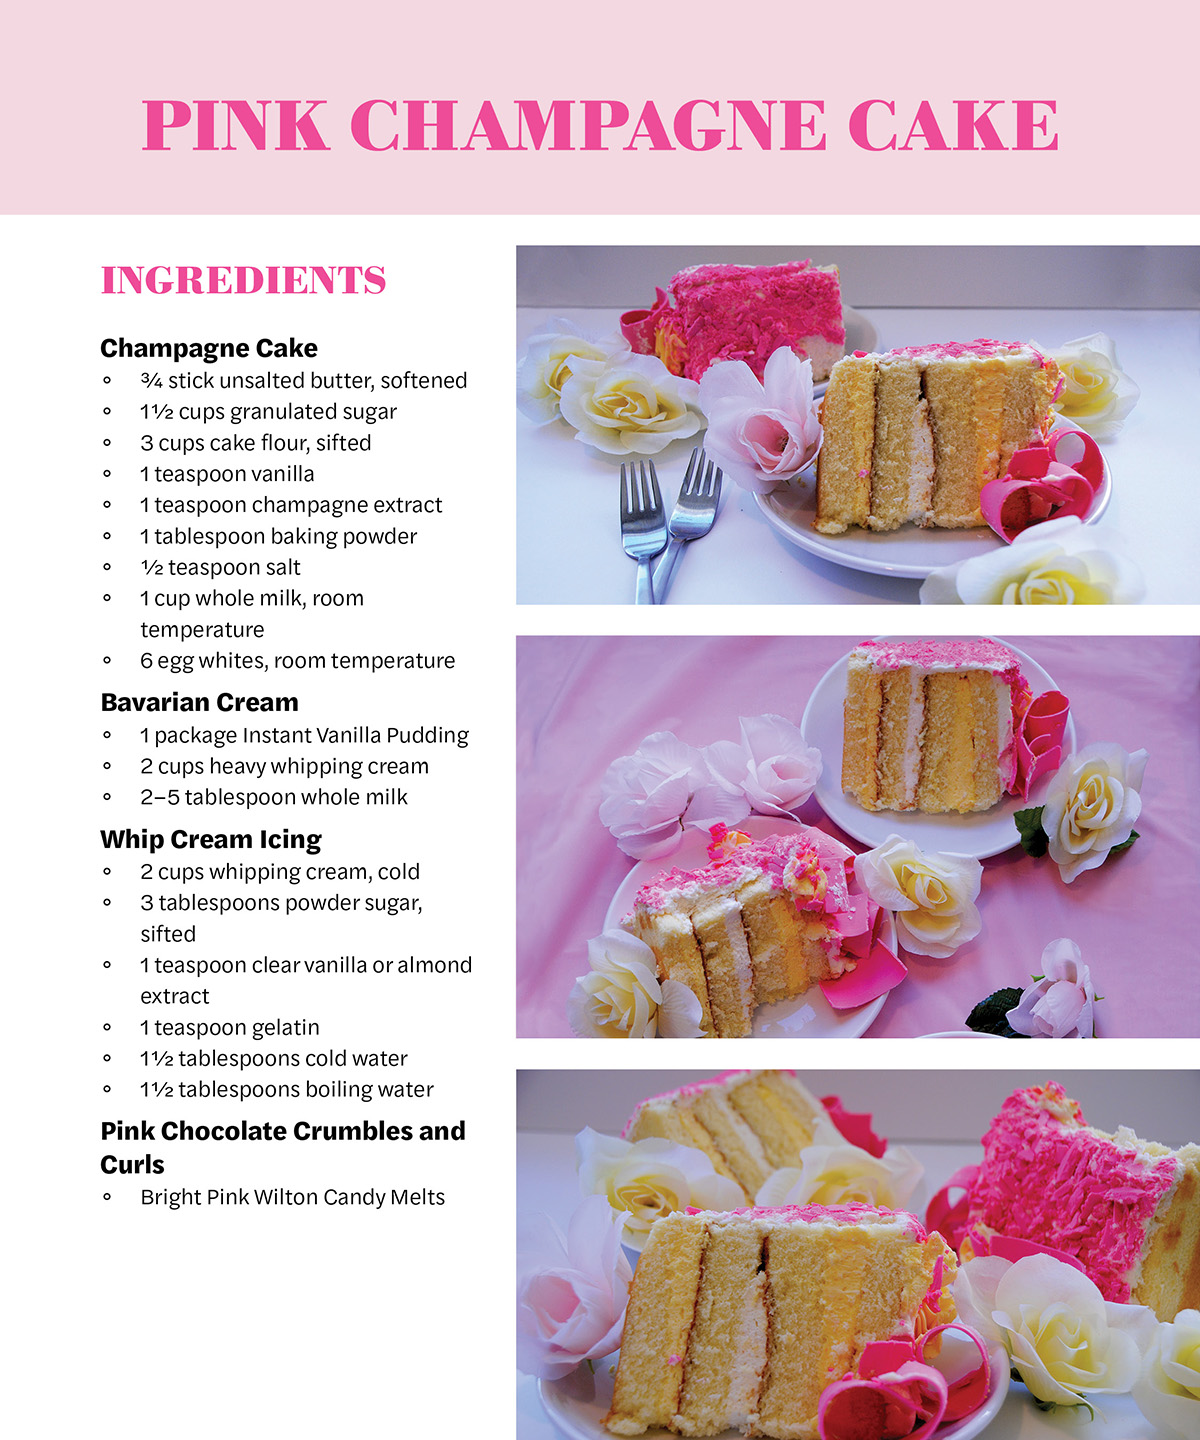 PINK CHAMPAGNE CAKE
INGREDIENTS
Champagne Cake
◦ ¾ stick unsalted butter, softened
◦ 1½ cups granulated sugar
◦ 3 cups cake flour, sifted
◦ 1 teaspoon vanilla
◦ 1 teaspoon champagne extract
◦ 1 tablespoon baking powder
◦ ½ teaspoon salt
◦ 1 cup whole milk, room
temperature
◦ 6 egg whites, room temperature
Bavarian Cream
◦ 1 package Instant Vanilla Pudding
◦ 2 cups heavy whipping cream
◦ 2–5 tablespoon whole milk
Whip Cream Icing
◦ 2 cups whipping cream, cold
◦ 3 tablespoons powder sugar,
sifted
◦ 1 teaspoon clear vanilla or almond
extract
◦ 1 teaspoon gelatin
◦ 1½ tablespoons cold water
◦ 1½ tablespoons boiling water
Pink Chocolate Crumbles and
Curls
◦ Bright Pink Wilton Candy Melts